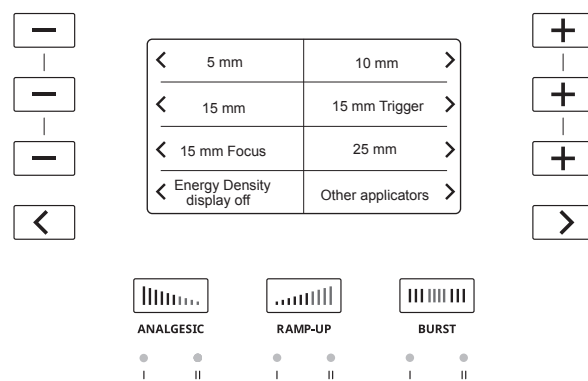 5 mm
10 mm
15 mm
15 mm Trigger
15 mm Focus
25 mm
Energy Density
display off
Other applicators
ANALGESIC
RAMP-UP
BURST
I
II
I
II
I
II